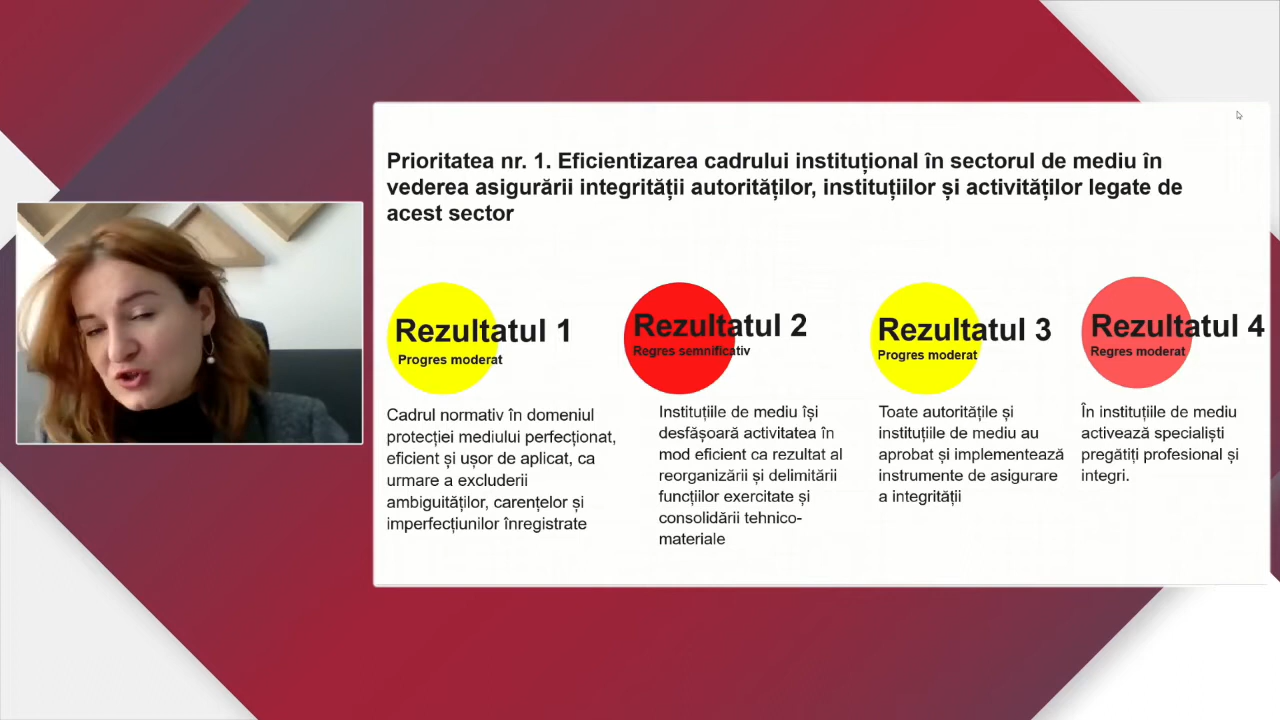 Prioritatea nr. 1. Eficientizarea cadrului instituțional în sectorul de mediu în
vederea asigurării integrității autorităților, instituțiilor și activităților legate de
acest sector
Rezultatul 1
Progres moderat
Cadrul normativ în domeniul
protecției mediului perfecționat,
eficient și ușor de aplicat, ca
urmare a excluderii
ambiguităților, carențelor și
imperfecțiunilor înregistrate
Rezultatul 2
Regres semnificativ
Instituțiile de mediu își
desfășoară activitatea în
mod eficient ca rezultat al
reorganizării și delimitării
funcțiilor exercitate și
consolidării tehnico-
materiale
Rezultatul 3
Progres moderat
Toate autoritățile și
instituțiile de mediu au
aprobat și implementează
instrumente de asigurare
a integrității
Rezultatul 4
Regres moderat
În instituțiile de mediu
activează specialiști
pregătiți profesional și
integri.